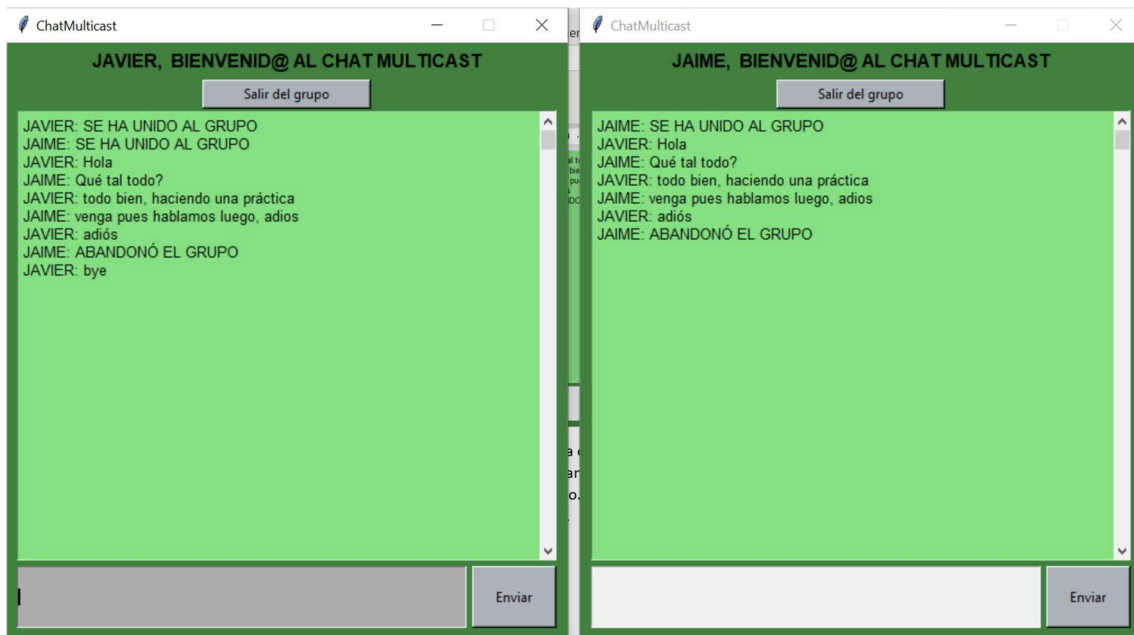 ChatMulticast
JAVIER, BIENVENID@ AL CHAT MULTICAST
Salir del grupo
JAVIER: SE HA UNIDO AL GRUPO
JAIME: SE HA UNIDO AL GRUPO
JAVIER: Hola
JAIME: Qué tal todo?
JAVIER: todo bien, haciendo una práctica
JAIME: venga pues hablamos luego, adios
JAVIER: adiós
JAIME: ABANDONÓ EL GRUPO
JAVIER: bye
Enviar
ChatMulticast
JAIME, BIENVENID@ AL CHAT MULTICAST
Salir del grupo
JAIME: SE HA UNIDO AL GRUPO
JAVIER: Hola
JAIME: Qué tal todo?
JAVIER: todo bien, haciendo una práctica
JAIME: venga pues hablamos luego, adios
JAVIER: adiós
JAIME: ABANDONÓ EL GRUPO
Enviar